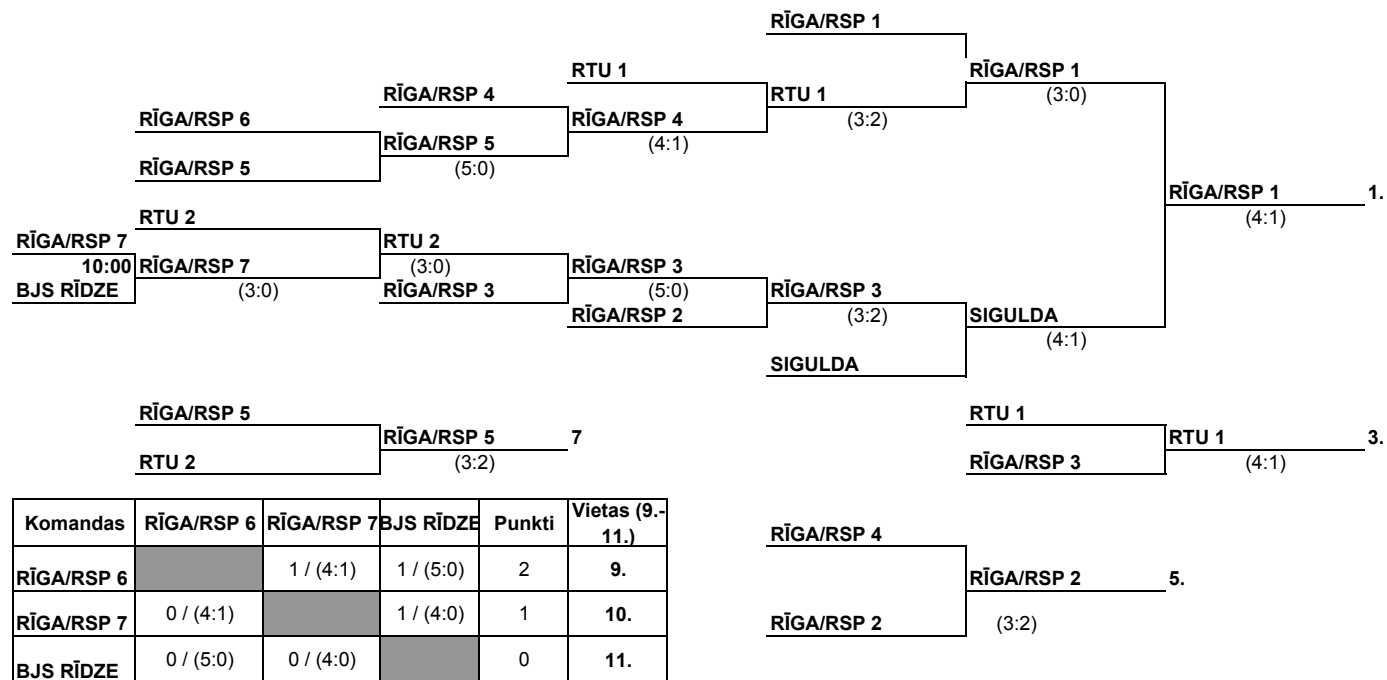 RĪGA/RSP 1
RTU 1 RĪGA/RSP 1
RĪGA/RSP 4 RTU 1 (3:0)
RĪGA/RSP 6 RĪGA/RSP 4 (3:2)
RĪGA/RSP 5 (4:1)
RĪGA/RSP 5 (5:0)
RĪGA/RSP 1 1.
RTU 2 (4:1)
RĪGA/RSP 7 RTU 2
10:00 RĪGA/RSP 7 (3:0) RĪGA/RSP 3
BJS RĪDZE (3:0) RĪGA/RSP 3 (5:0) RĪGA/RSP 3
RĪGA/RSP 2 (3:2) SIGULDA
(4:1)
SIGULDA
RĪGA/RSP 5 RTU 1
RĪGA/RSP 5 7 RTU 1 3.
RTU 2 (3:2) RĪGA/RSP 3 (4:1)
Komandas RĪGA/RSP 6 RĪGA/RSP 7 BJS RĪDZE Punkti Vietas (9.-
11.)
RĪGA/RSP 6 1 / (4:1) 1 / (5:0) 2 9.
RĪGA/RSP 7 0 / (4:1) 1 / (4:0) 1 10.
BJS RĪDZE 0 / (5:0) 0 / (4:0) 0 11.
RĪGA/RSP 4
RĪGA/RSP 2 5.
RĪGA/RSP 2 (3:2)